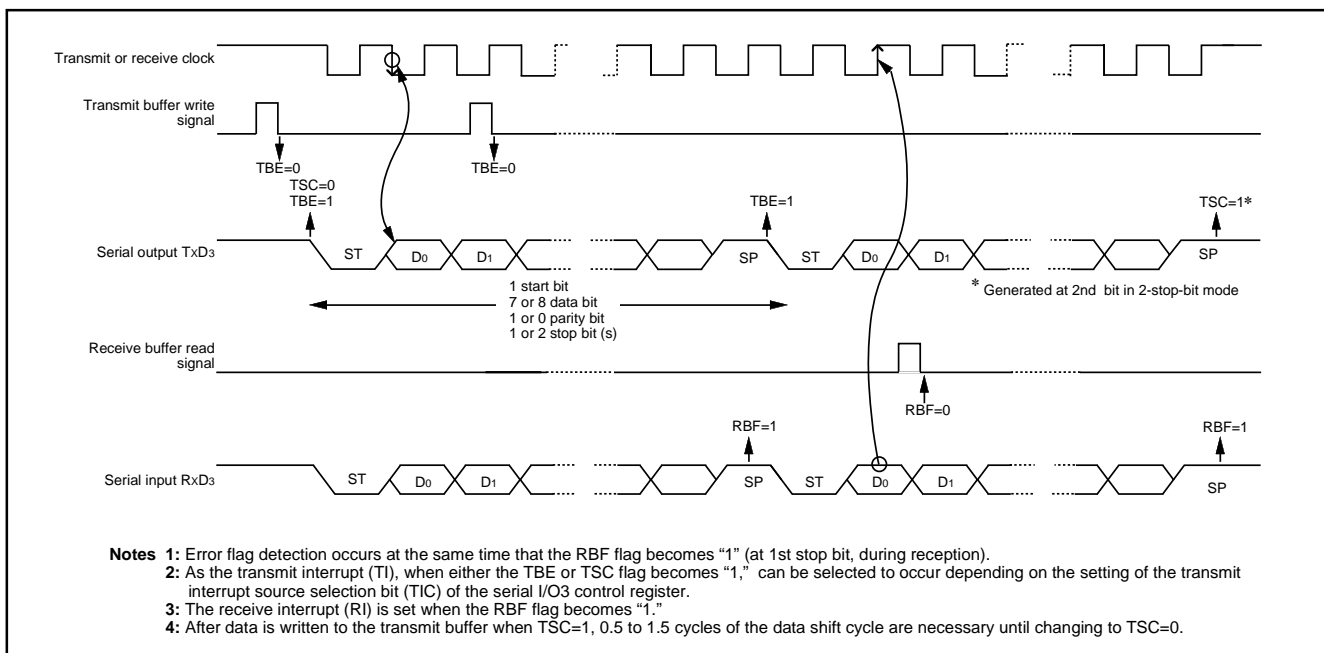 Transmit or receive clock
Transmit buffer write
signal
TBE=0
TBE=0
TSC=0
TBE=1
TBE=1
TSC=1*
Serial output TXD3
ST
D0
D1
SP
ST
D0
D1
SP
* Generated at 2nd bit in 2-stop-bit mode
1 start bit
7 or 8 data bit
1 or 0 parity bit
1 or 2 stop bit (s)
Receive buffer read
signal
RBF=0
RBF=1
RBF=1
Serial input RXD3
ST
D0
D1
SP
ST
D0
D1
SP
Notes 1: Error flag detection occurs at the same time that the RBF flag becomes “1” (at 1st stop bit, during reception).
2: As the transmit interrupt (TI), when either the TBE or TSC flag becomes “1,” can be selected to occur depending on the setting of the transmit
interrupt source selection bit (TIC) of the serial I/O3 control register.
3: The receive interrupt (RI) is set when the RBF flag becomes “1.”
4: After data is written to the transmit buffer when TSC=1, 0.5 to 1.5 cycles of the data shift cycle are necessary until changing to TSC=0.